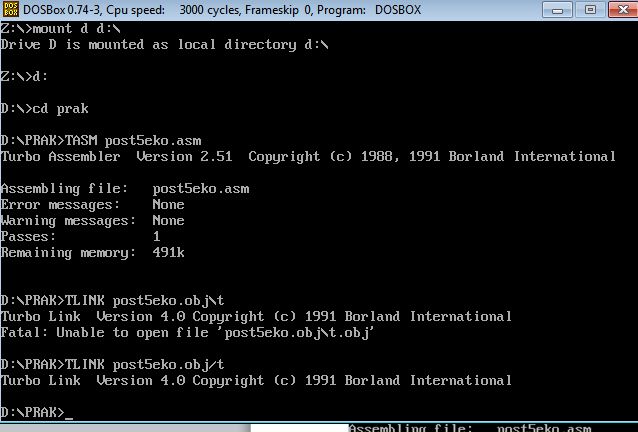 DOS BOX DOSBox 0.74-3, Cpu speed:    3000 cycles, Frameskip  0, Program:   DOSBOX
Z:\>mount d d:\
Drive D is mounted as local directory d:\
Z:\>d:
D:\>cd prak
D:\PRAK>TASM post5eko.asm
Turbo Assembler  Version 2.51  Copyright (c) 1988, 1991 Borland International
Assembling file:   post5eko.asm
Error messages:    None
Warning messages:  None
Passes:            1
Remaining memory:  491k
D:\PRAK>TLINK post5eko.obj\t
Turbo Link  Version 4.0 Copyright (c) 1991 Borland International
Fatal: Unable to open file 'post5eko.obj\t.obj'
D:\PRAK>TLINK post5eko.obj/t
Turbo Link  Version 4.0 Copyright (c) 1991 Borland International
D:\PRAK>_
Assembling file:   post5eko.asm